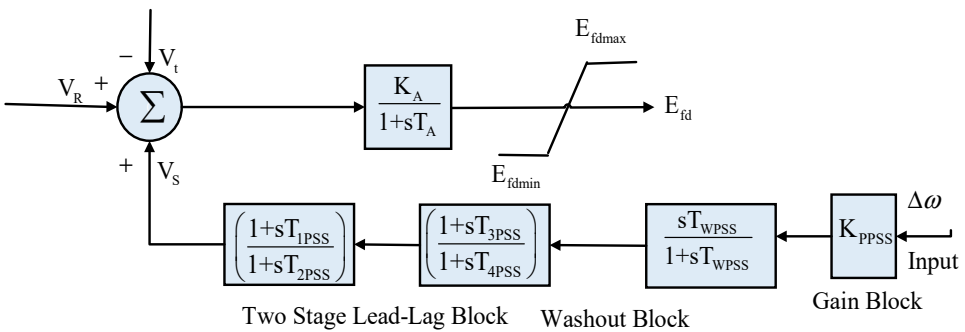 E_fdmax
− V_t
V_R + Σ
K_A
1+sT_A
E_fd
+ V_S
E_fdmin
(1+sT_1PSS / 1+sT_2PSS)
(1+sT_3PSS / 1+sT_4PSS)
sT_WPSS
1+sT_WPSS
K_PPSS
Δω
Input
Two Stage Lead-Lag Block
Washout Block
Gain Block